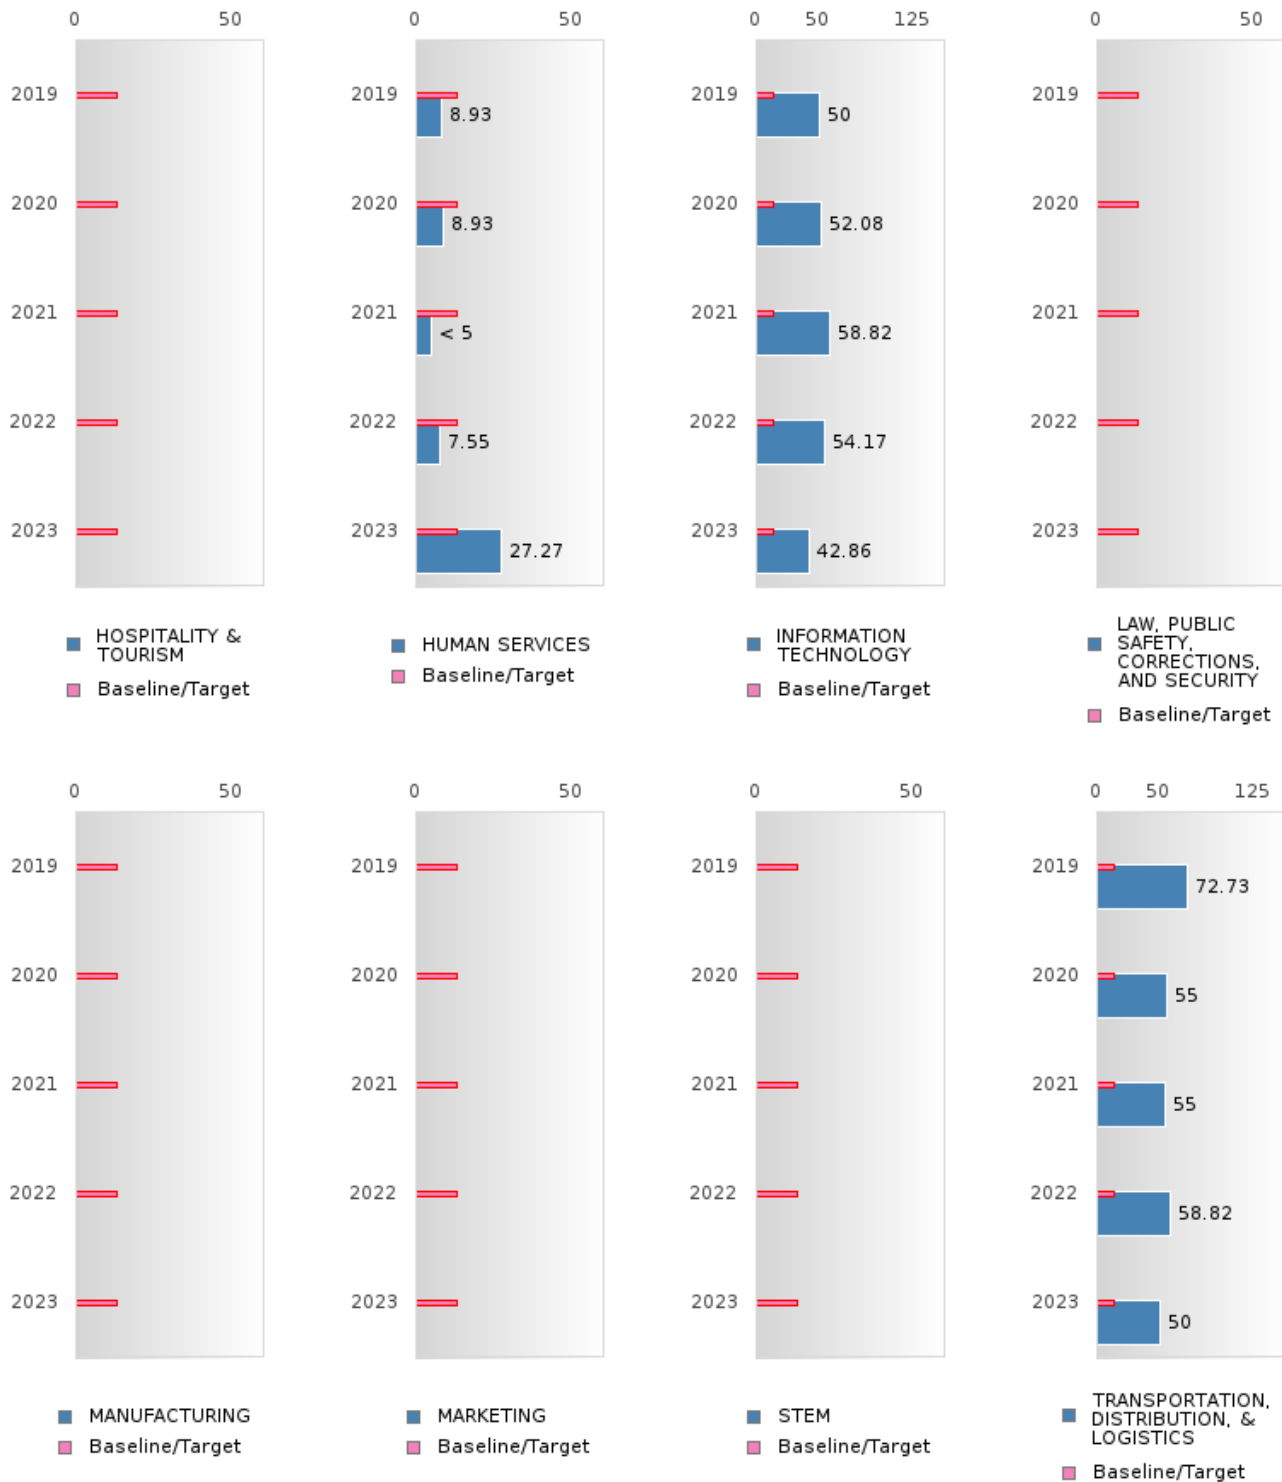 0 50
2019
2020
2021
2022
2023
HOSPITALITY &
TOURISM
Baseline/Target
0 50
2019
8.93
2020
8.93
2021
< 5
2022
7.55
2023
27.27
HUMAN SERVICES
Baseline/Target
0 50 125
2019
50
2020
52.08
2021
58.82
2022
54.17
2023
42.86
INFORMATION
TECHNOLOGY
Baseline/Target
0 50
2019
2020
2021
2022
2023
LAW, PUBLIC
SAFETY,
CORRECTIONS,
AND SECURITY
Baseline/Target
0 50
2019
2020
2021
2022
2023
MANUFACTURING
Baseline/Target
0 50
2019
2020
2021
2022
2023
MARKETING
Baseline/Target
0 50
2019
2020
2021
2022
2023
STEM
Baseline/Target
0 50 125
2019
72.73
2020
55
2021
55
2022
58.82
2023
50
TRANSPORTATION,
DISTRIBUTION, &
LOGISTICS
Baseline/Target